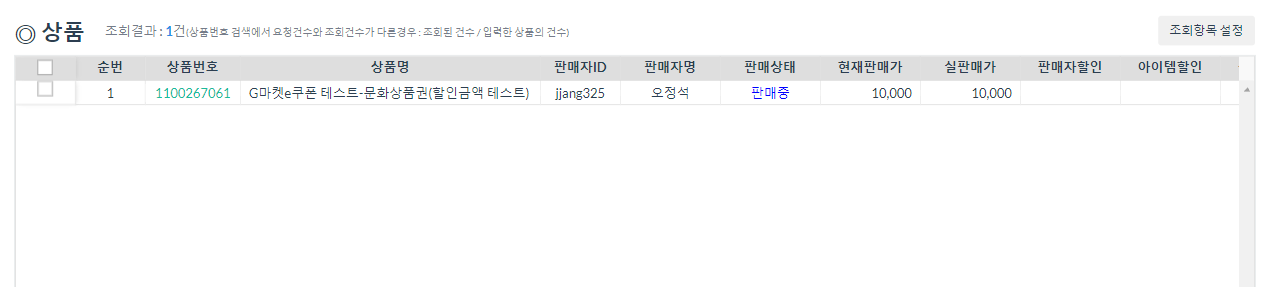 ◎ 상품 조회결과 : 1건(상품번호 검색에서 요청건수와 조회건수가 다른경우 : 조회된 건수 / 입력한 상품의 건수) 조회항목 설정
순번 상품번호 상품명 판매자ID 판매자명 판매상태 현재판매가 실판매가 판매자할인 아이템할인
1 1100267061 G마켓e쿠폰 테스트-문화상품권(할인금액 테스트) jjang325 오정석 판매중 10,000 10,000